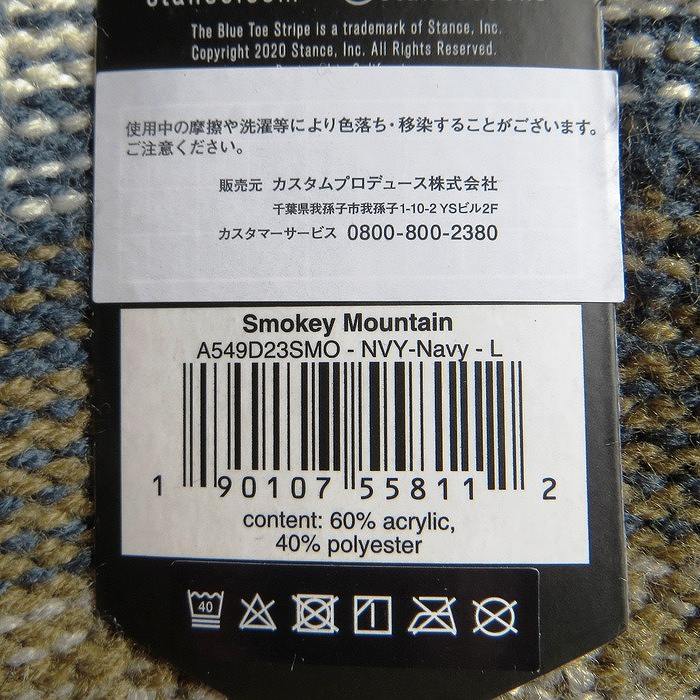 The Blue Toe Stripe is a trademark of Stance, Inc.
Copyright 2020 Stance, Inc. All Rights Reserved.
使用中の摩擦や洗濯等により色落ち・移染することがございます。
ご注意ください。
販売元 カスタムプロデュース株式会社
千葉県我孫子市我孫子1-10-2 YSビル2F
カスタマーサービス 0800-800-2380
Smokey Mountain
A549D23SMO - NVY-Navy - L
1 90107 55811 2
content: 60% acrylic,
40% polyester
40